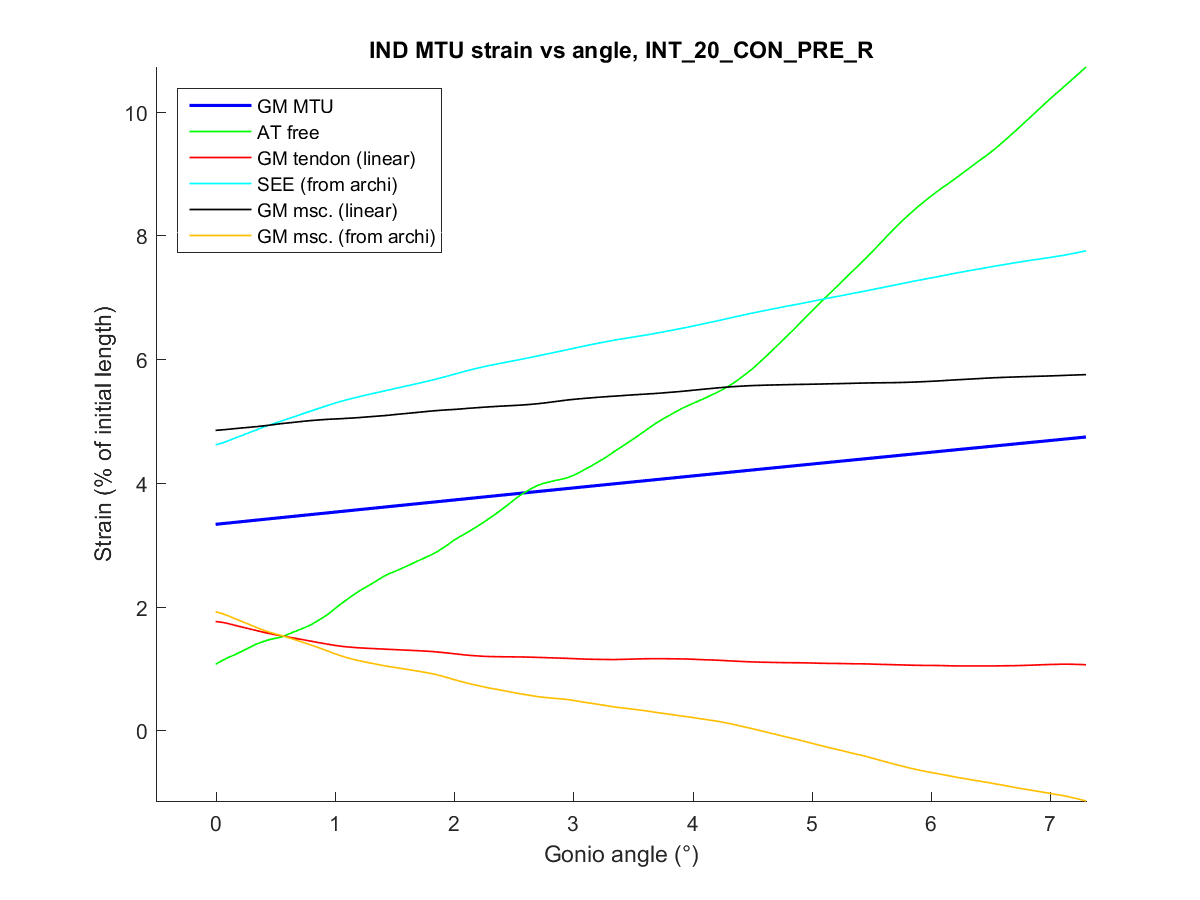 IND MTU strain vs angle, INT_20_CON_PRE_R
GM MTU
AT free
GM tendon (linear)
SEE (from archi)
GM msc. (linear)
GM msc. (from archi)
Strain (% of initial length)
10
8
6
4
2
0
0 1 2 3 4 5 6 7
Gonio angle (°)